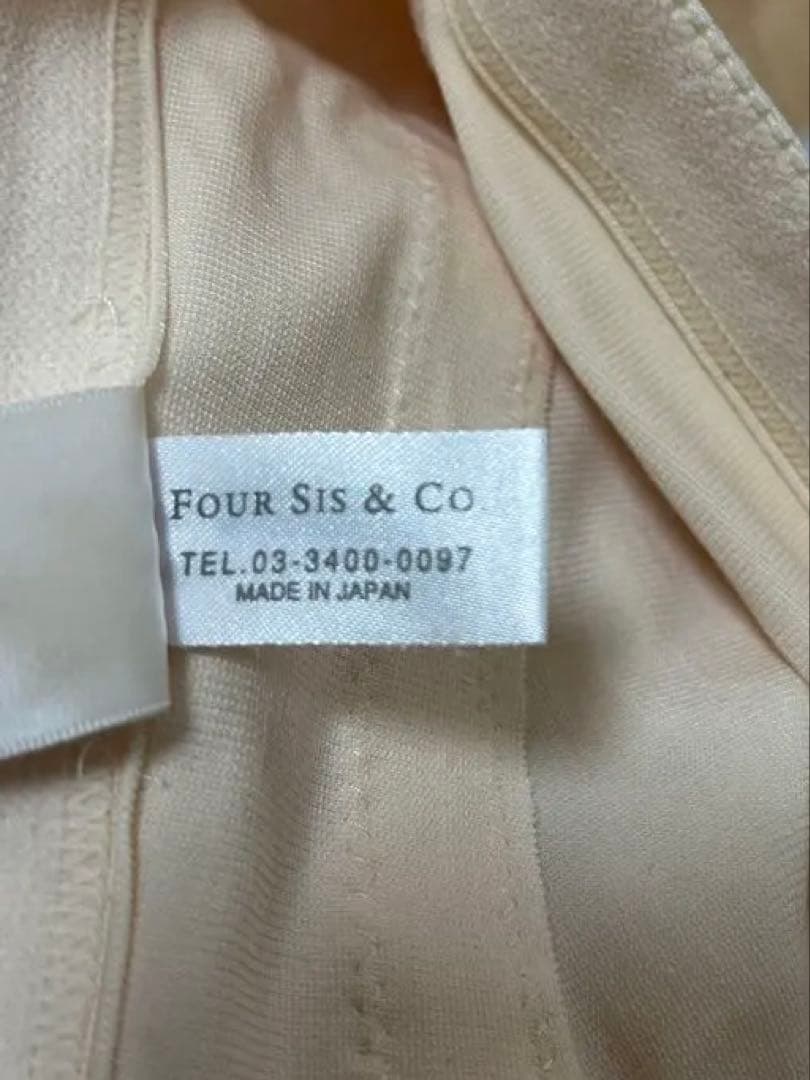 FOUR SIS & CO
TEL.03-3400-0097
MADE IN JAPAN